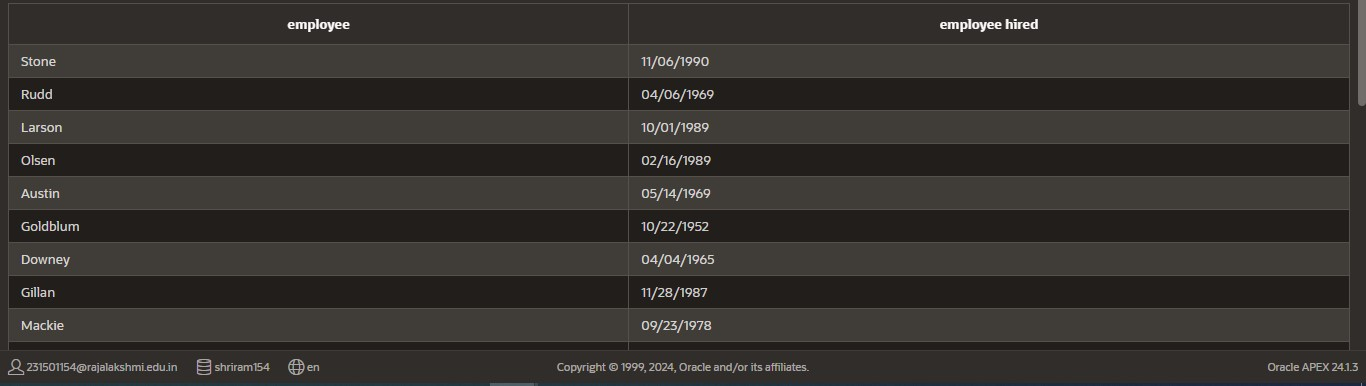 employee employee hired
Stone 11/06/1990
Rudd 04/06/1969
Larson 10/01/1989
Olsen 02/16/1989
Austin 05/14/1969
Goldblum 10/22/1952
Downey 04/04/1965
Gillan 11/28/1987
Mackie 09/23/1978
231501154@rajalakshmi.edu.in shriram154 en Copyright © 1999, 2024, Oracle and/or its affiliates. Oracle APEX 24.1.3